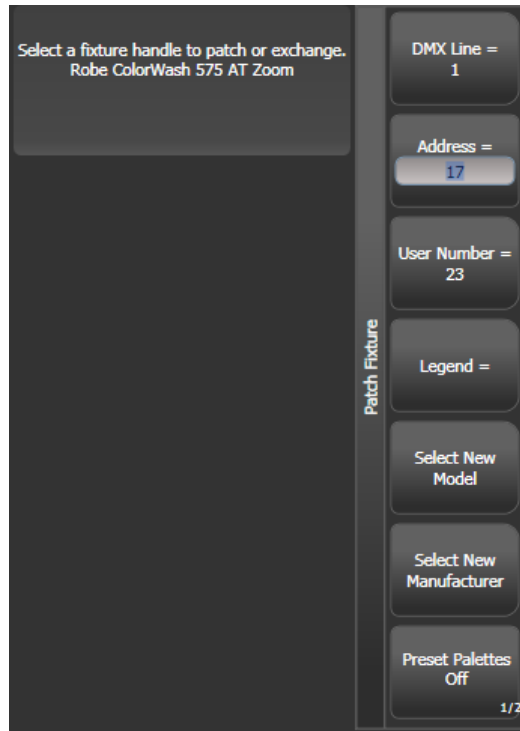 Select a fixture handle to patch or exchange.
Robe ColorWash 575 AT Zoom
Patch Fixture
DMX Line =
1
Address =
17
User Number =
23
Legend =
Select New
Model
Select New
Manufacturer
Preset Palettes
Off
1/2